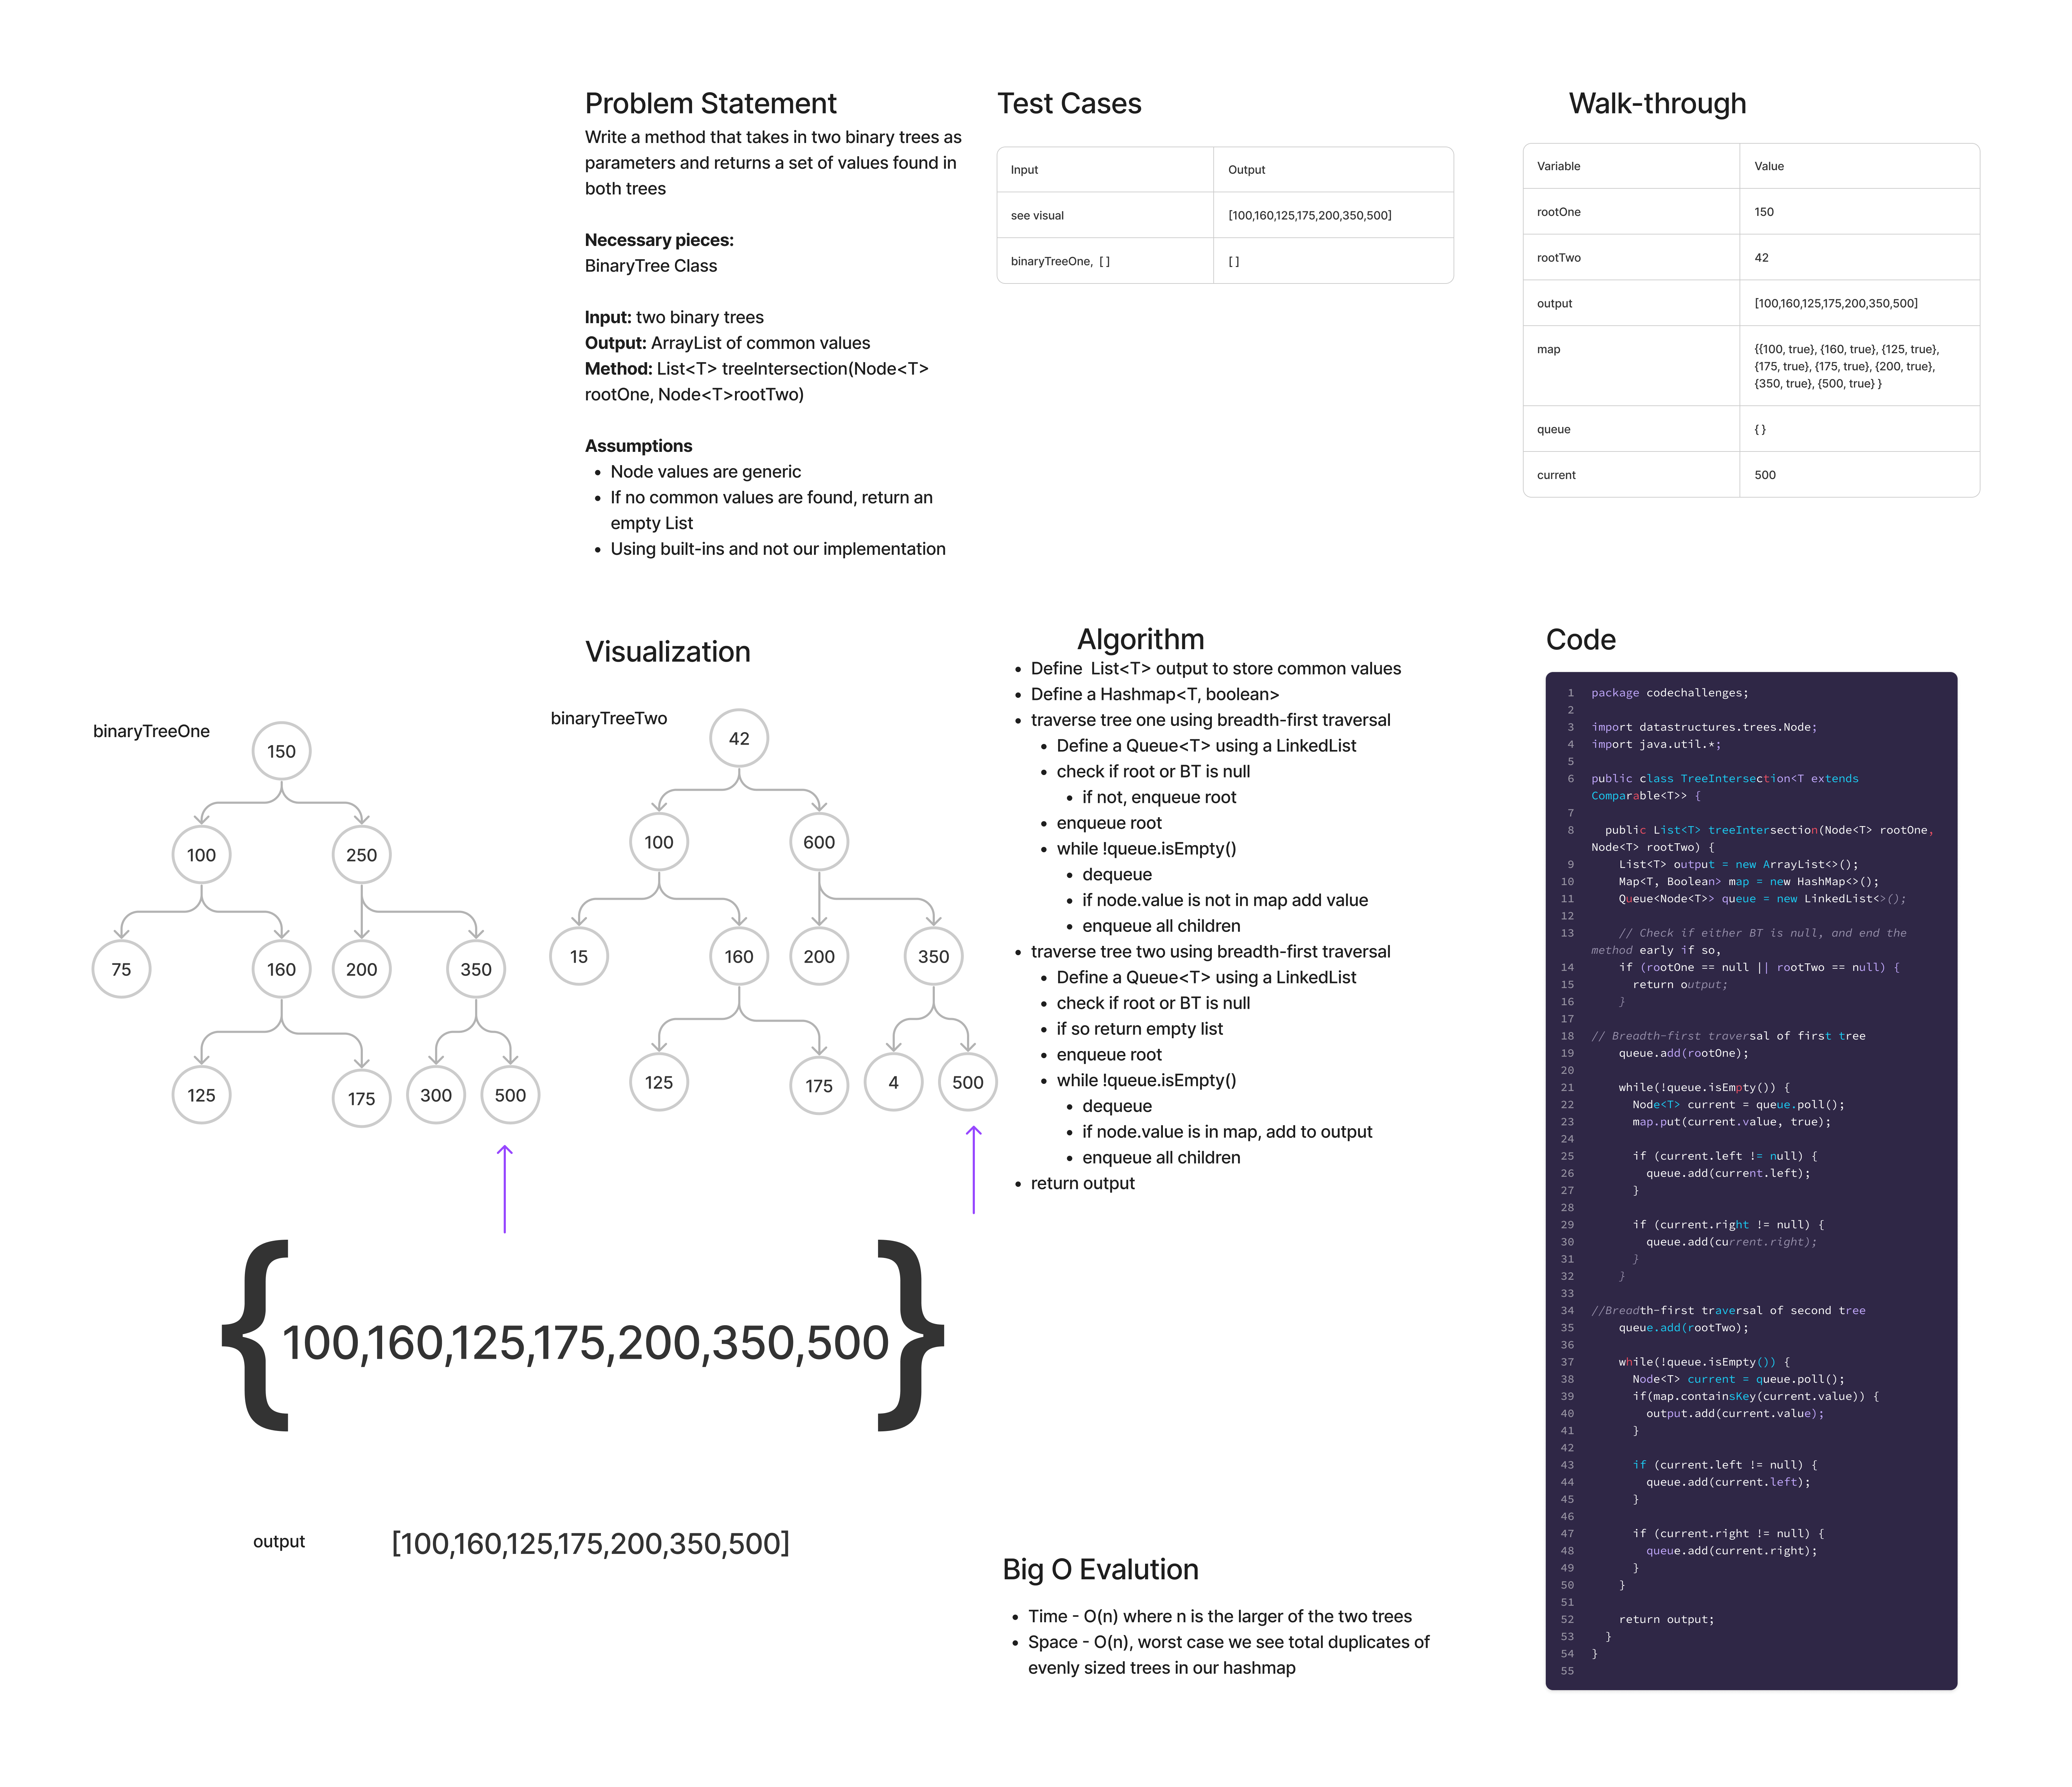 Problem Statement
Write a method that takes in two binary trees as
parameters and returns a set of values found in
both trees
Necessary pieces:
BinaryTree Class
Input: two binary trees
Output: ArrayList of common values
Method: List<T> treeIntersection(Node<T>
rootOne, Node<T>rootTwo)
Assumptions
• Node values are generic
• If no common values are found, return an
empty List
• Using built-ins and not our implementation
Test Cases
Input Output
see visual [100,160,125,175,200,350,500]
binaryTreeOne, [ ] [ ]
Walk-through
Variable Value
rootOne 150
rootTwo 42
output [100,160,125,175,200,350,500]
map {{100, true}, {160, true}, {125, true},
{175, true}, {175, true}, {200, true},
{350, true}, {500, true} }
queue { }
current 500
Visualization
binaryTreeOne
150
100 250
75 160 200 350
125 175 300 500
binaryTreeTwo
42
100 600
15 160 200 350
125 175 4 500
{100,160,125,175,200,350,500}
output [100,160,125,175,200,350,500]
Algorithm
• Define List<T> output to store common values
• Define a Hashmap<T, boolean>
• traverse tree one using breadth-first traversal
• Define a Queue<T> using a LinkedList
• check if root or BT is null
• if not, enqueue root
• enqueue root
• while !queue.isEmpty()
• dequeue
• if node.value is not in map add value
• enqueue all children
• traverse tree two using breadth-first traversal
• Define a Queue<T> using a LinkedList
• check if root or BT is null
• if so return empty list
• enqueue root
• while !queue.isEmpty()
• dequeue
• if node.value is in map, add to output
• enqueue all children
• return output
Big O Evalution
• Time - O(n) where n is the larger of the two trees
• Space - O(n), worst case we see total duplicates of
evenly sized trees in our hashmap
Code
1 package codechallenges;
2
3 import datastructures.trees.Node;
4 import java.util.*;
5
6 public class TreeIntersection<T extends
Comparable<T>> {
7
8 public List<T> treeIntersection(Node<T> rootOne,
Node<T> rootTwo) {
9 List<T> output = new ArrayList<>();
10 Map<T, Boolean> map = new HashMap<>();
11 Queue<Node<T>> queue = new LinkedList<>();
12
13 // Check if either BT is null, and end the
method early if so,
14 if (rootOne == null || rootTwo == null) {
15 return output;
16 }
17
18 // Breadth-first traversal of first tree
19 queue.add(rootOne);
20
21 while(!queue.isEmpty()) {
22 Node<T> current = queue.poll();
23 map.put(current.value, true);
24
25 if (current.left != null) {
26 queue.add(current.left);
27 }
28
29 if (current.right != null) {
30 queue.add(current.right);
31 }
32 }
33
34 //Breadth-first traversal of second tree
35 queue.add(rootTwo);
36
37 while(!queue.isEmpty()) {
38 Node<T> current = queue.poll();
39 if(map.containsKey(current.value)) {
40 output.add(current.value);
41 }
42
43 if (current.left != null) {
44 queue.add(current.left);
45 }
46
47 if (current.right != null) {
48 queue.add(current.right);
49 }
50 }
51
52 return output;
53 }
54 }
55